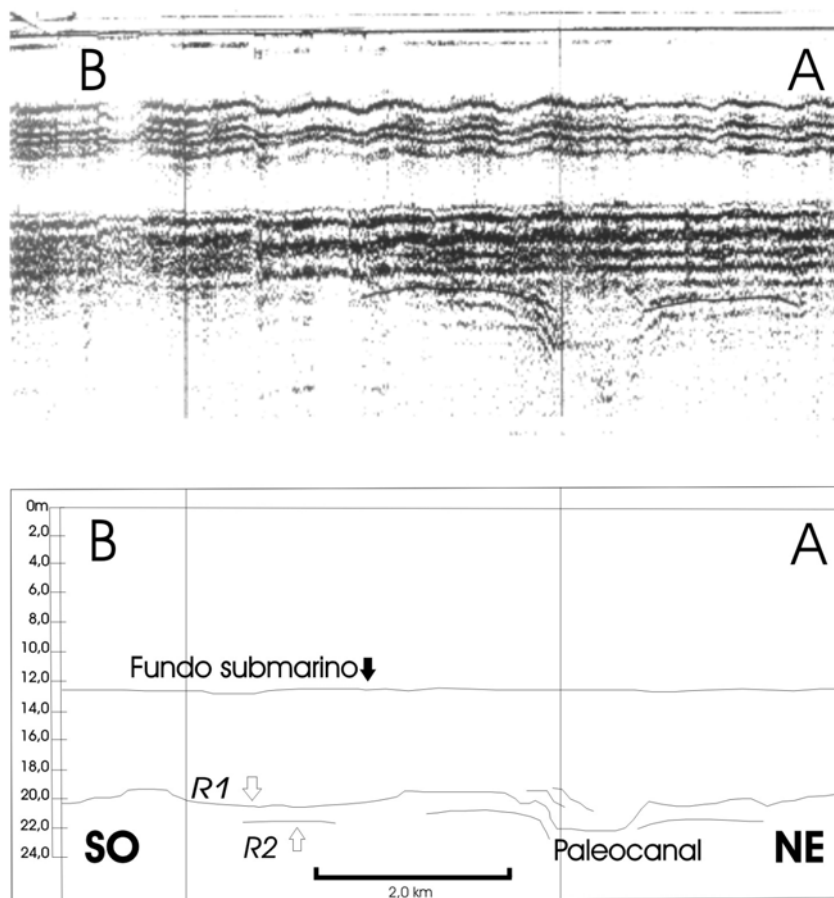 B A
0m
2,0
4,0
6,0
8,0
10,0
12,0
14,0
16,0
18,0
20,0
22,0
24,0
B A
Fundo submarino
R1
R2
SO
Paleocanal
NE
2,0 km